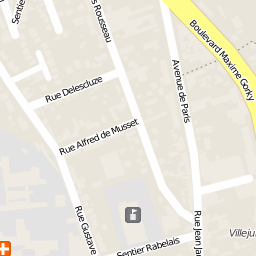 Sentier
s Rousseau
Boulevard Maxime Gorky
Avenue de Paris
Rue Delescluze
Rue Alfred de Musset
Rue Gustave
Rue Jean Ja
Sentier Rabelais
Villeju